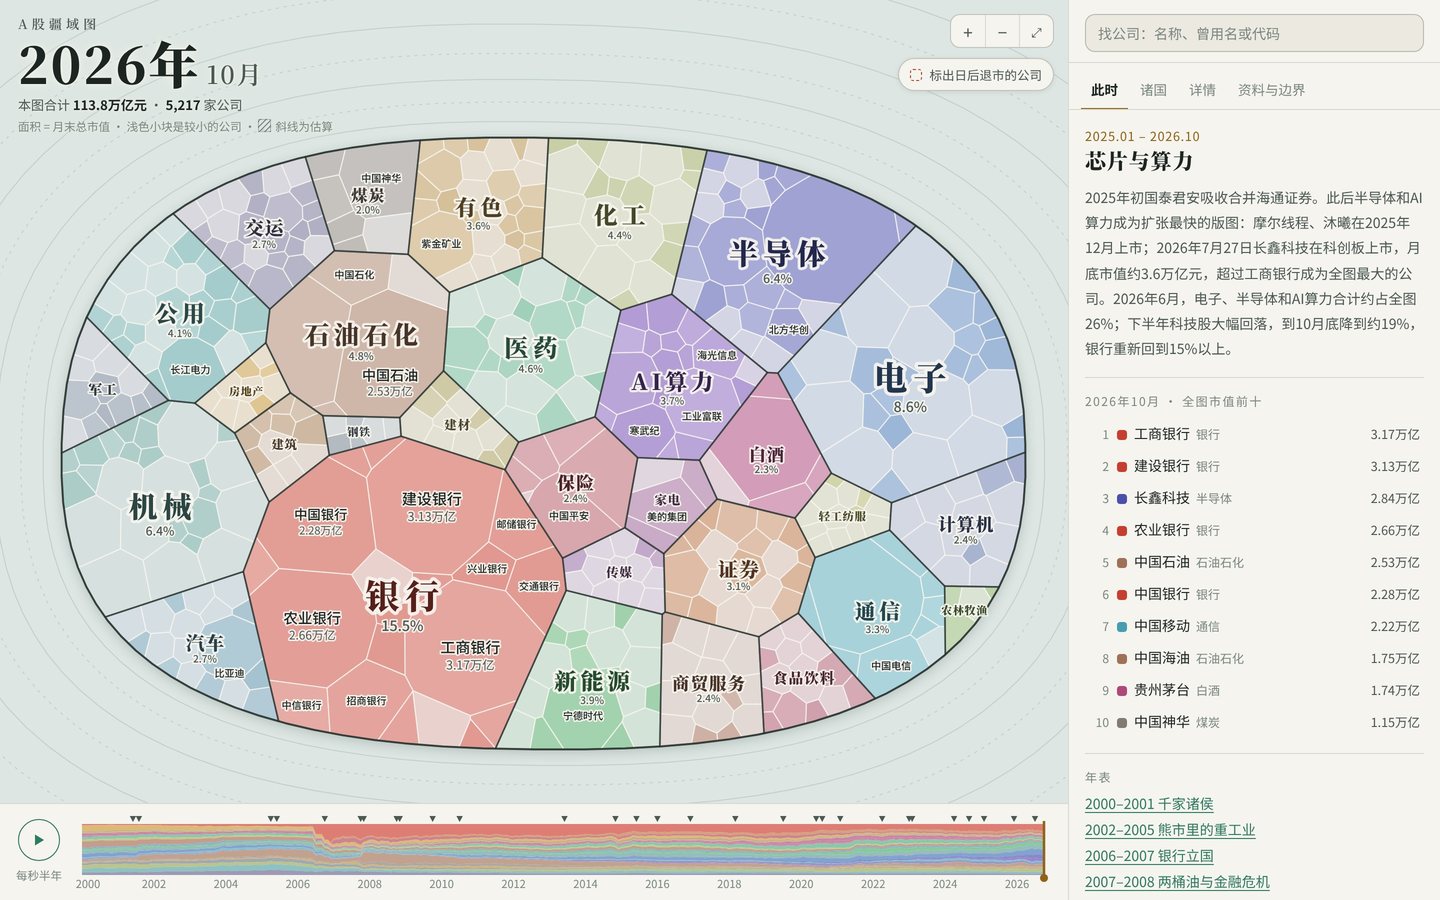 A股疆域图
2026年 10月
本图合计 113.8万亿元 · 5,217 家公司
面积=月末总市值 · 浅色小块是较小的公司 · 斜线为估算
+ − ⤢
标出日后退市的公司
中国神华
煤炭
2.0%
交运
2.7%
有色
3.6%
紫金矿业
化工
4.4%
半导体
6.4%
北方华创
公用
4.1%
长江电力
中国石化
石油石化
4.8%
中国石油
2.53万亿
医药
4.6%
海光信息
AI算力
3.7%
工业富联
寒武纪
电子
8.6%
军工
房地产
建筑
钢铁
建材
白酒
2.3%
机械
6.4%
建设银行
3.13万亿
中国银行
2.28万亿
邮储银行
兴业银行
交通银行
银行
15.5%
农业银行
2.66万亿
工商银行
3.17万亿
中信银行
招商银行
保险
2.4%
中国平安
家电
美的集团
轻工纺服
计算机
2.4%
传媒
证券
3.1%
通信
3.3%
中国电信
农林牧渔
汽车
2.7%
比亚迪
新能源
3.9%
宁德时代
商贸服务
2.4%
食品饮料
每秒半年
2000 2002 2004 2006 2008 2010 2012 2014 2016 2018 2020 2022 2024 2026
找公司：名称、曾用名或代码
此时 诸国 详情 资料与边界
2025.01 – 2026.10
芯片与算力
2025年初国泰君安吸收合并海通证券。此后半导体和AI
算力成为扩张最快的版图：摩尔线程、沐曦在2025年
12月上市；2026年7月27日长鑫科技在科创板上市，月
底市值约3.6万亿元，超过工商银行成为全图最大的公
司。2026年6月，电子、半导体和AI算力合计约占全图
26%；下半年科技股大幅回落，到10月底降到约19%，
银行重新回到15%以上。
2026年10月 · 全图市值前十
1 工商银行 银行 3.17万亿
2 建设银行 银行 3.13万亿
3 长鑫科技 半导体 2.84万亿
4 农业银行 银行 2.66万亿
5 中国石油 石油石化 2.53万亿
6 中国银行 银行 2.28万亿
7 中国移动 通信 2.22万亿
8 中国海油 石油石化 1.75万亿
9 贵州茅台 白酒 1.74万亿
10 中国神华 煤炭 1.15万亿
年表
2000–2001 千家诸侯
2002–2005 熊市里的重工业
2006–2007 银行立国
2007–2008 两桶油与金融危机